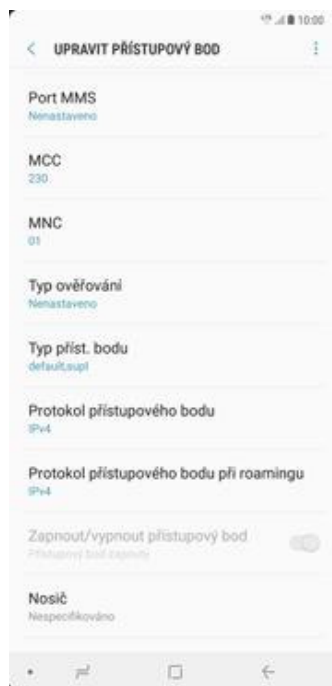 10:00
UPRAVIT PŘÍSTUPOVÝ BOD
Port MMS
Nenastaveno
MCC
230
MNC
01
Typ ověřování
Nenastaveno
Typ příst. bodu
default,supl
Protokol přístupového bodu
IPv4
Protokol přístupového bodu při roamingu
IPv4
Zapnout/vypnout přístupový bod
Přístupový bod zapnutý
Nosič
Nespecifikováno